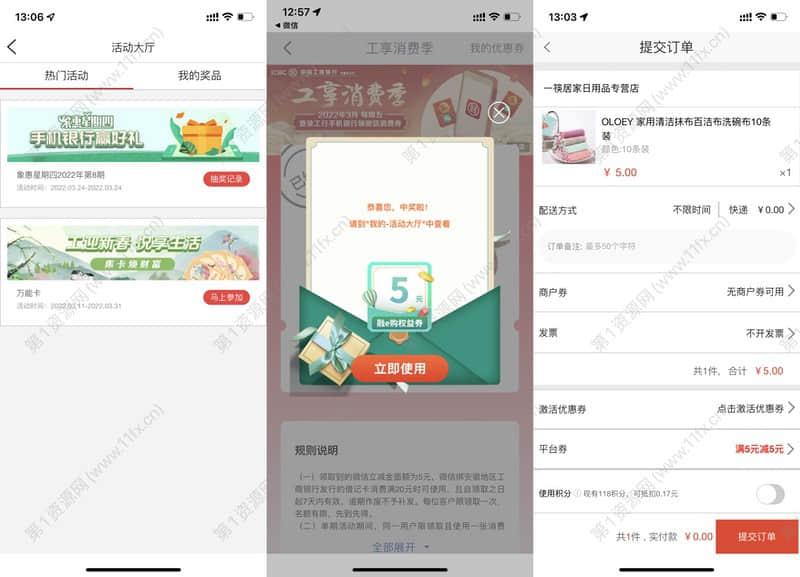 13:06
活动大厅
热门活动
我的奖品
象惠星期四
手机银行赢好礼
象惠星期四2022年第8期
活动时间：2022.03.24-2022.03.24
抽奖记录
工迎新春·悦享生活
集卡焕财富
万能卡
活动时间：2022.03.11-2022.03.31
马上参加
12:57
微信
工享消费季
我的优惠券
ICBC 中国工商银行
工享消费季
2022年3月 每周五
登录工行手机银行领微信消费券
恭喜您，中奖啦！
请到"我的-活动大厅"中查看
5元
融e购权益券
立即使用
规则说明
（一）领取到的微信立减金面额为5元，微信绑安徽地区工
商银行发行的借记卡消费满20元时可使用，且自领取之日
起7天内有效，逾期作废不予补发。每位客户限领取一次，
名额有限，先到先得。
（二）单期活动期间，同一用户限领取且使用一张消费
全部展开
13:03
提交订单
一筷居家日用品专营店
OLOEY 家用清洁抹布百洁布洗碗布10条
装
颜色:10条装
￥ 5.00
×1
配送方式
不限时间
快递
￥0.00
订单备注: 最多50个字符
商户券
无商户券可用
发票
不开发票
共1件, 合计 ￥5.00
激活优惠券
点击激活优惠券
平台券
满5元减5元
使用积分
现有118积分，可抵扣0.17元
共1件 , 实付款 ￥0.00
提交订单
第1资源网 (www.11fx.cn)